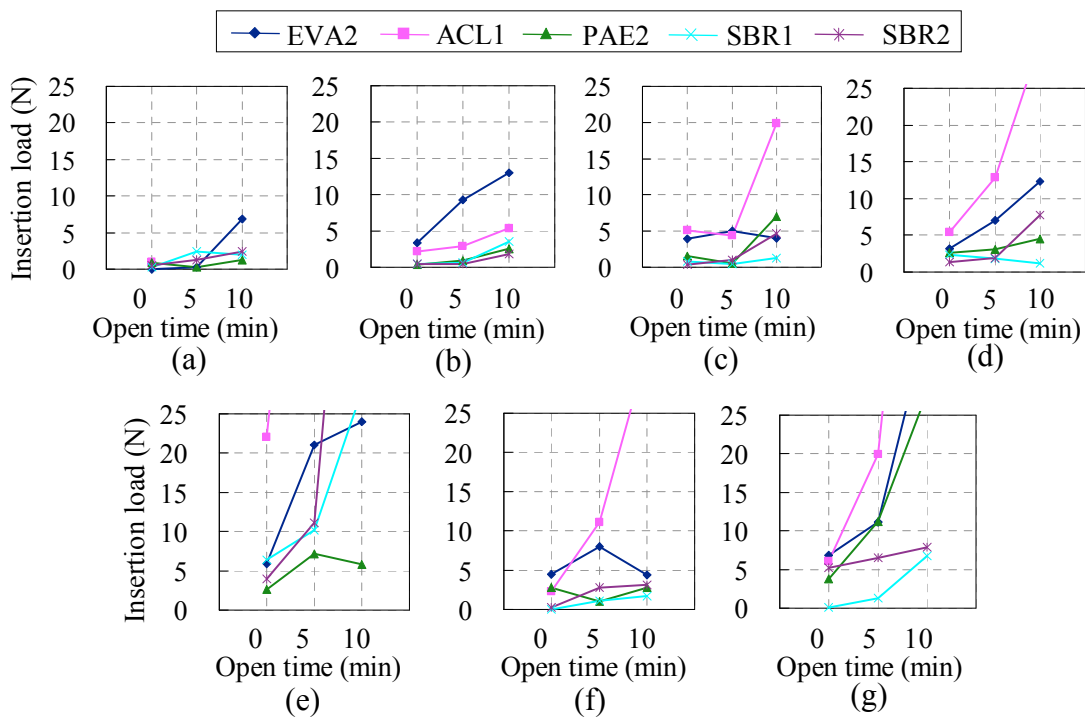 EVA2 ACL1 PAE2 SBR1 SBR2
Insertion load (N)
25 20 15 10 5 0
0 5 10
Open time (min)
(a)
25 20 15 10 5 0
0 5 10
Open time (min)
(b)
25 20 15 10 5 0
0 5 10
Open time (min)
(c)
25 20 15 10 5 0
0 5 10
Open time (min)
(d)
Insertion load (N)
25 20 15 10 5 0
0 5 10
Open time (min)
(e)
25 20 15 10 5 0
0 5 10
Open time (min)
(f)
25 20 15 10 5 0
0 5 10
Open time (min)
(g)